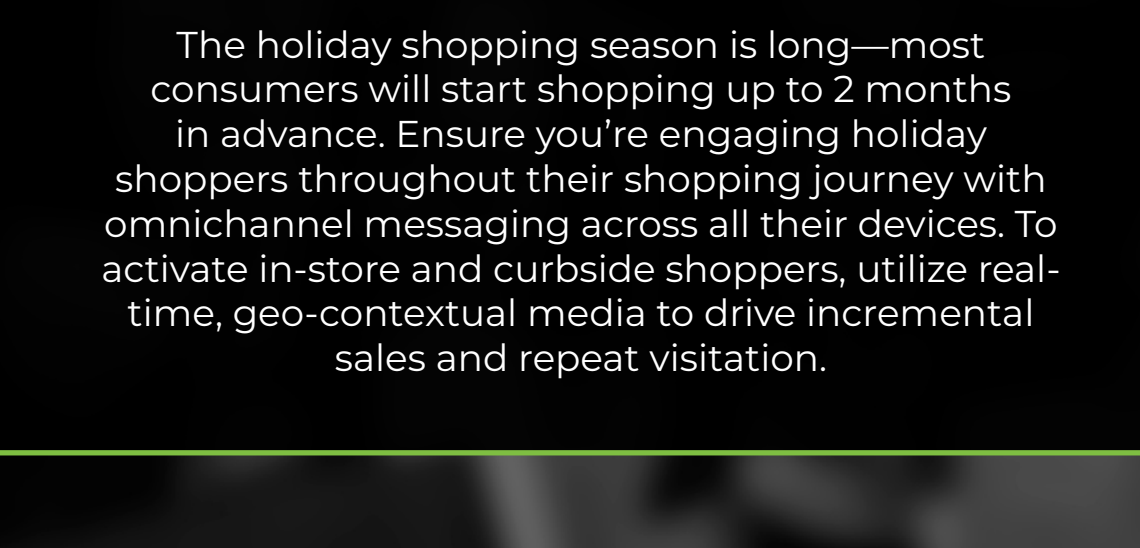 The holiday shopping season is long—most
consumers will start shopping up to 2 months
in advance. Ensure you’re engaging holiday
shoppers throughout their shopping journey with
omnichannel messaging across all their devices. To
activate in-store and curbside shoppers, utilize real-
time, geo-contextual media to drive incremental
sales and repeat visitation.